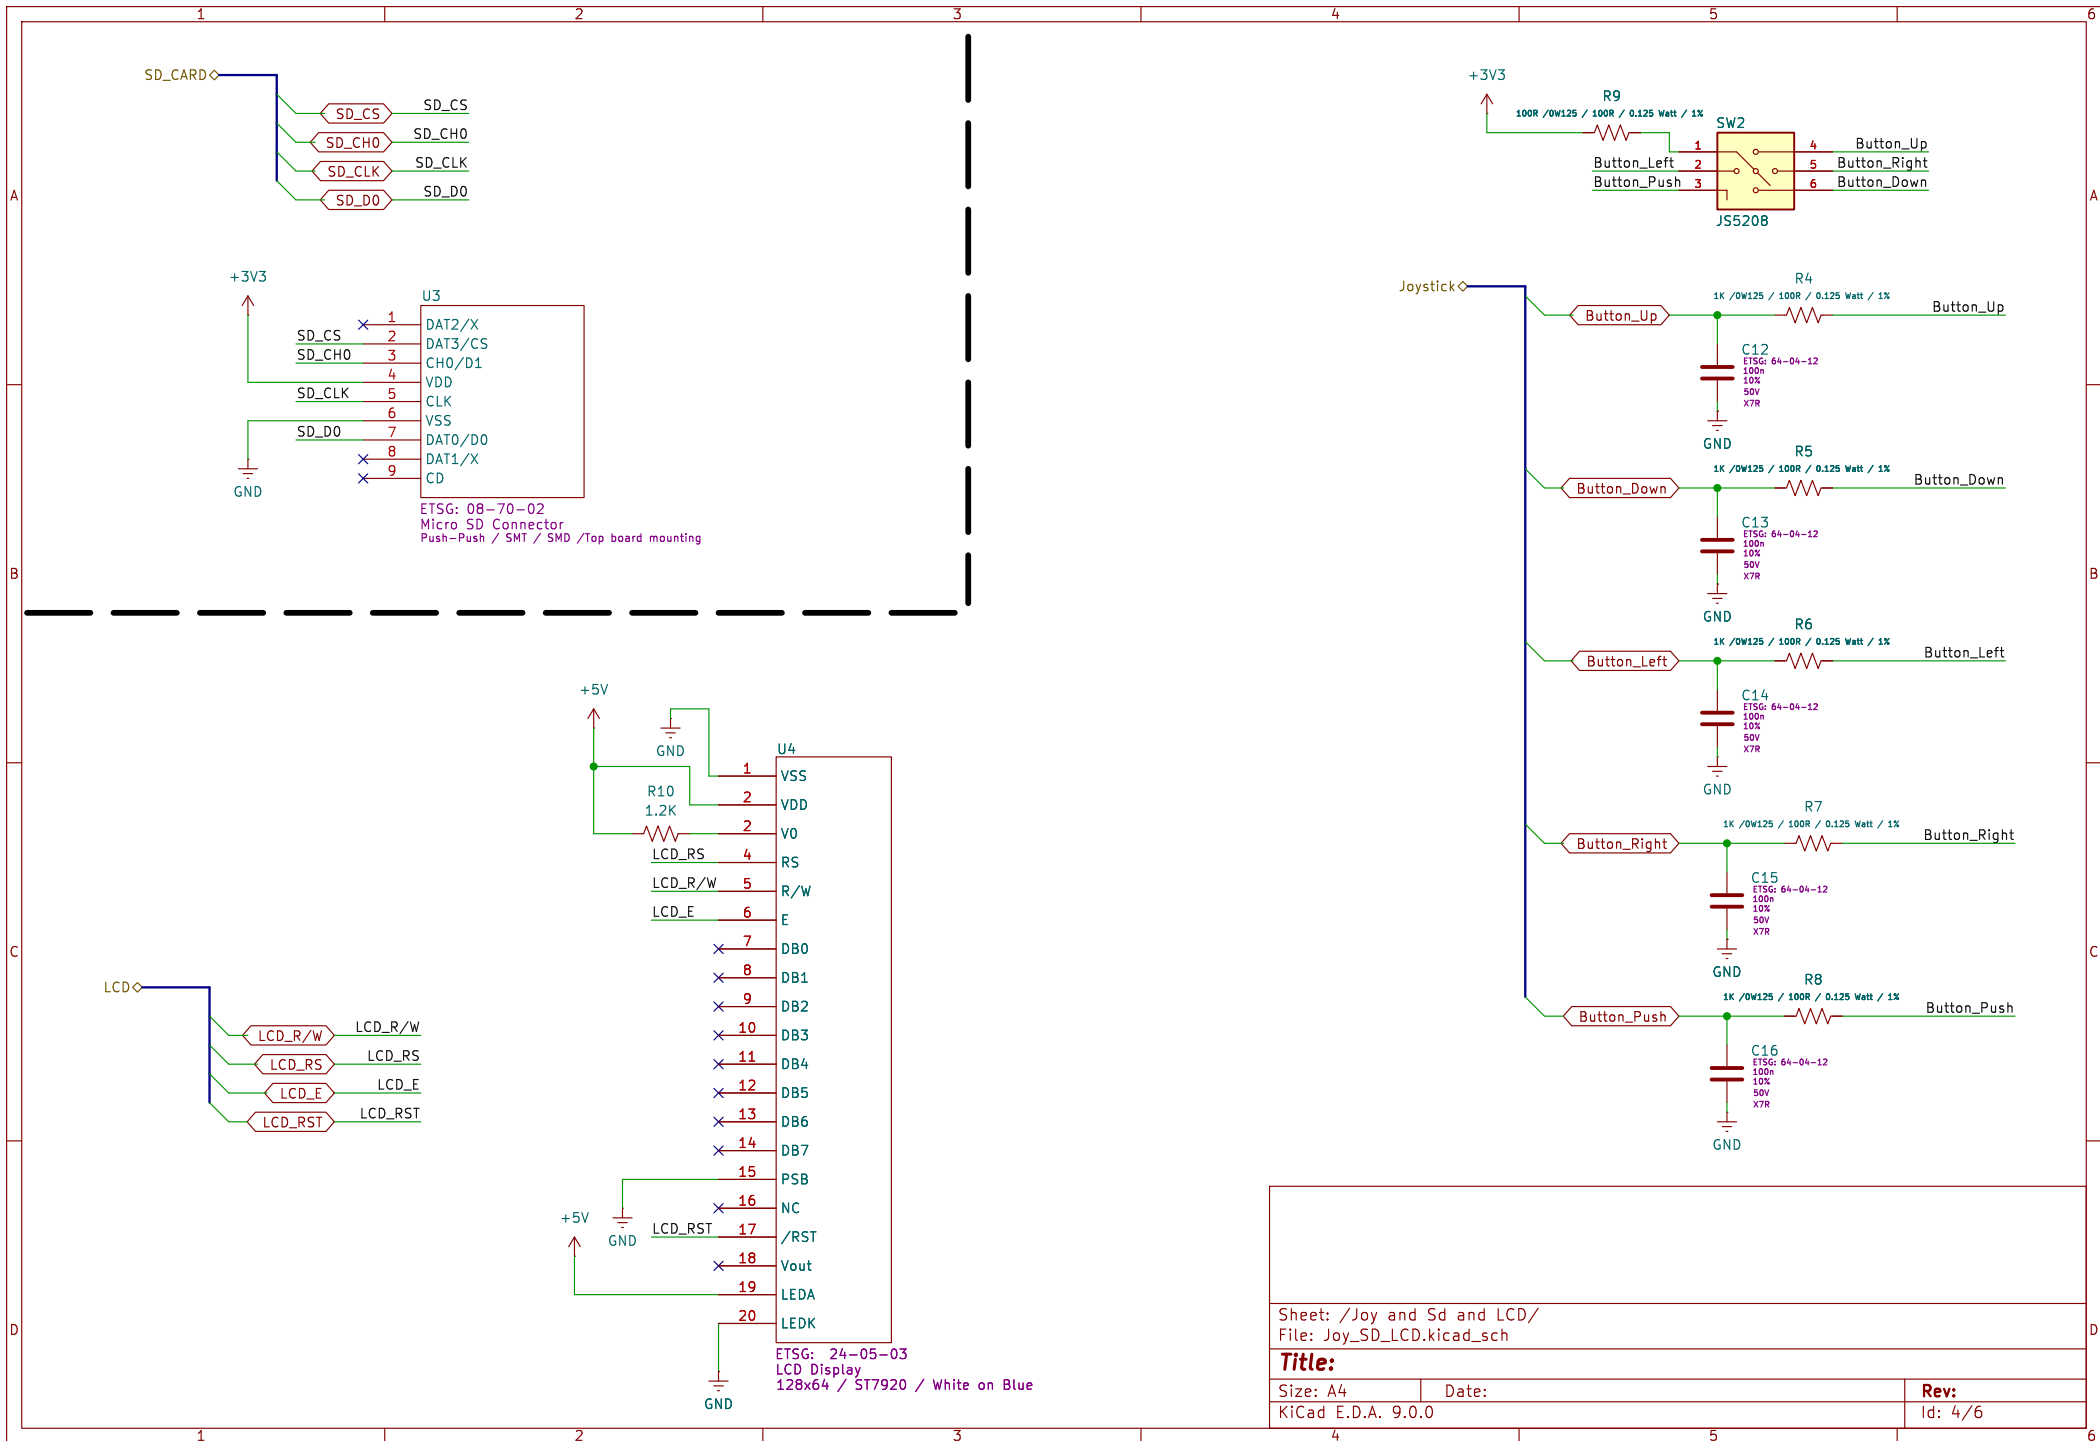 1 2 3 4 5 6
A
B
C
D
SD_CARD
SD_CS SD_CS
SD_CH0 SD_CH0
SD_CLK SD_CLK
SD_D0 SD_D0
+3V3
U3
1 DAT2/X
SD_CS 2 DAT3/CS
SD_CH0 3 CH0/D1
4 VDD
SD_CLK 5 CLK
6 VSS
SD_D0 7 DAT0/D0
8 DAT1/X
9 CD
GND
ETSG: 08-70-02
Micro SD Connector
Push-Push / SMT / SMD /Top board mounting
+5V
GND
U4
R10
1.2K
1 VSS
2 VDD
2 V0
LCD_RS 4 RS
LCD_R/W 5 R/W
LCD_E 6 E
7 DB0
8 DB1
9 DB2
10 DB3
11 DB4
12 DB5
13 DB6
14 DB7
15 PSB
16 NC
LCD_RST 17 /RST
18 Vout
19 LEDA
20 LEDK
+5V
GND
GND
ETSG: 24-05-03
LCD Display
128x64 / ST7920 / White on Blue
LCD
LCD_R/W LCD_R/W
LCD_RS LCD_RS
LCD_E LCD_E
LCD_RST LCD_RST
+3V3
R9
100R /0W125 / 100R / 0.125 Watt / 1%
SW2
1 4 Button_Up
Button_Left 2 5 Button_Right
Button_Push 3 6 Button_Down
JS5208
Joystick
R4
1K /0W125 / 100R / 0.125 Watt / 1%
Button_Up Button_Up
C12
ETSG: 64-04-12
100n
10%
50V
X7R
GND
R5
1K /0W125 / 100R / 0.125 Watt / 1%
Button_Down Button_Down
C13
ETSG: 64-04-12
100n
10%
50V
X7R
GND
R6
1K /0W125 / 100R / 0.125 Watt / 1%
Button_Left Button_Left
C14
ETSG: 64-04-12
100n
10%
50V
X7R
GND
R7
1K /0W125 / 100R / 0.125 Watt / 1%
Button_Right Button_Right
C15
ETSG: 64-04-12
100n
10%
50V
X7R
GND
R8
1K /0W125 / 100R / 0.125 Watt / 1%
Button_Push Button_Push
C16
ETSG: 64-04-12
100n
10%
50V
X7R
GND
A
B
C
D
Sheet: /Joy and Sd and LCD/
File: Joy_SD_LCD.kicad_sch
Title:
Size: A4 Date: Rev:
KiCad E.D.A. 9.0.0 Id: 4/6
1 2 3 4 5 6